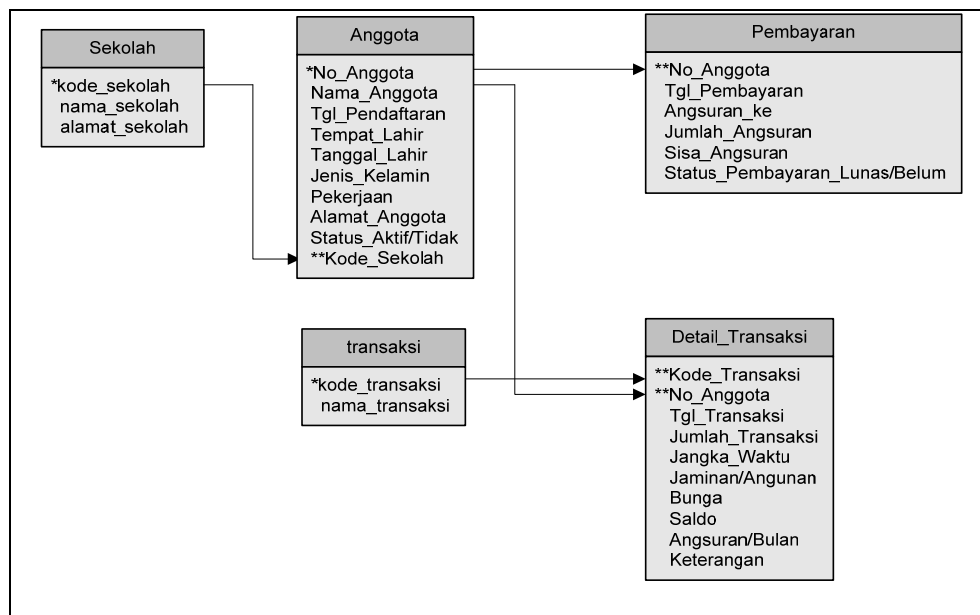 Sekolah
*kode_sekolah
nama_sekolah
alamat_sekolah
Anggota
*No_Anggota
Nama_Anggota
Tgl_Pendaftaran
Tempat_Lahir
Tanggal_Lahir
Jenis_Kelamin
Pekerjaan
Alamat_Anggota
Status_Aktif/Tidak
**Kode_Sekolah
Pembayaran
**No_Anggota
Tgl_Pembayaran
Angsuran_ke
Jumlah_Angsuran
Sisa_Angsuran
Status_Pembayaran_Lunas/Belum
transaksi
*kode_transaksi
nama_transaksi
Detail_Transaksi
**Kode_Transaksi
**No_Anggota
Tgl_Transaksi
Jumlah_Transaksi
Jangka_Waktu
Jaminan/Angunan
Bunga
Saldo
Angsuran/Bulan
Keterangan